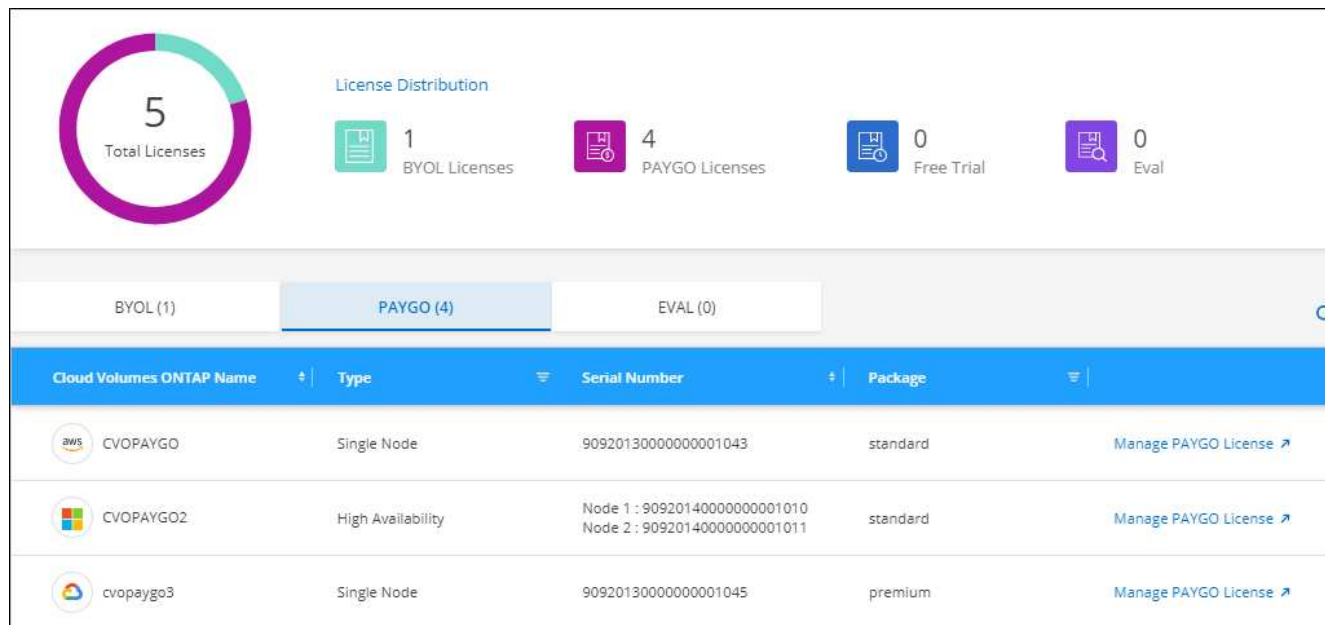 5
Total Licenses
License Distribution
1
BYOL Licenses
4
PAYGO Licenses
0
Free Trial
0
Eval
BYOL (1)
PAYGO (4)
EVAL (0)
Cloud Volumes ONTAP Name
Type
Serial Number
Package
aws
CVOPAYGO
Single Node
90920130000000001043
standard
Manage PAYGO License
CVOPAYGO2
High Availability
Node 1 : 90920140000000001010
Node 2 : 90920140000000001011
standard
Manage PAYGO License
cvopaygo3
Single Node
90920130000000001045
premium
Manage PAYGO License